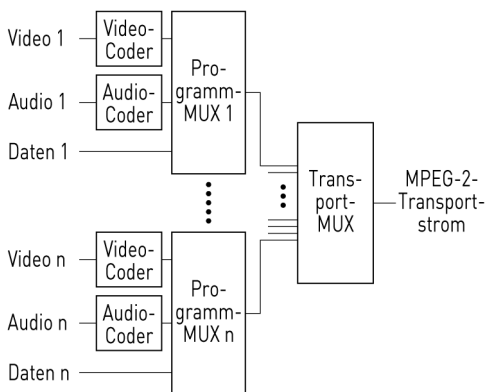 Video 1
Video-
Coder
Audio 1
Audio-
Coder
Daten 1
Pro-
gramm-
MUX 1
Trans-
port-
MUX
MPEG-2-
Transport-
strom
Video n
Video-
Coder
Audio n
Audio-
Coder
Daten n
Pro-
gramm-
MUX n